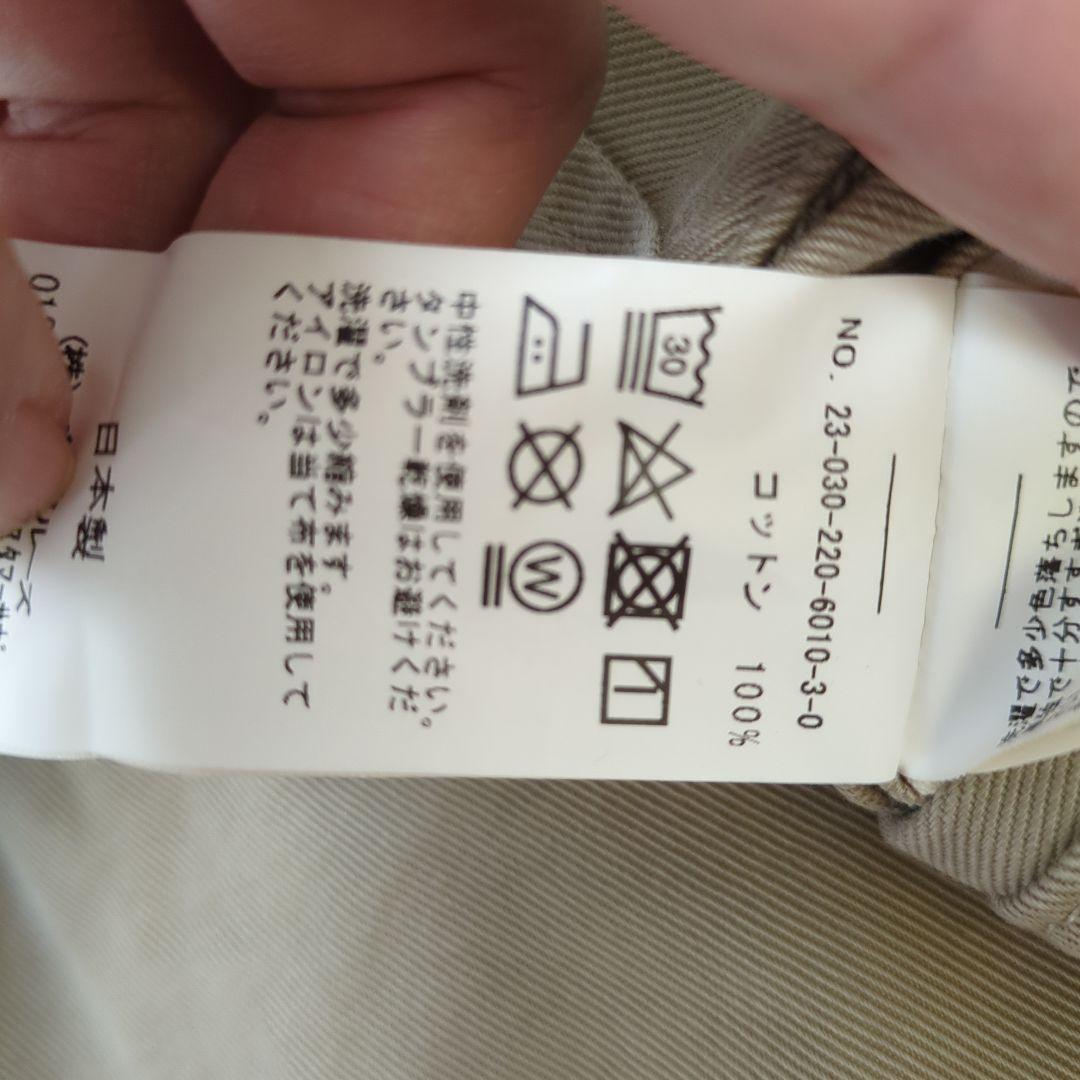 NO. 23-030-220-6010-3-0
コットン 100%
30
W
中性洗剤を使用してください。
タンブラー乾燥はお避けくだ
さい。
洗濯で多少縮みます。
アイロンは当て布を使用して
ください。
日本製